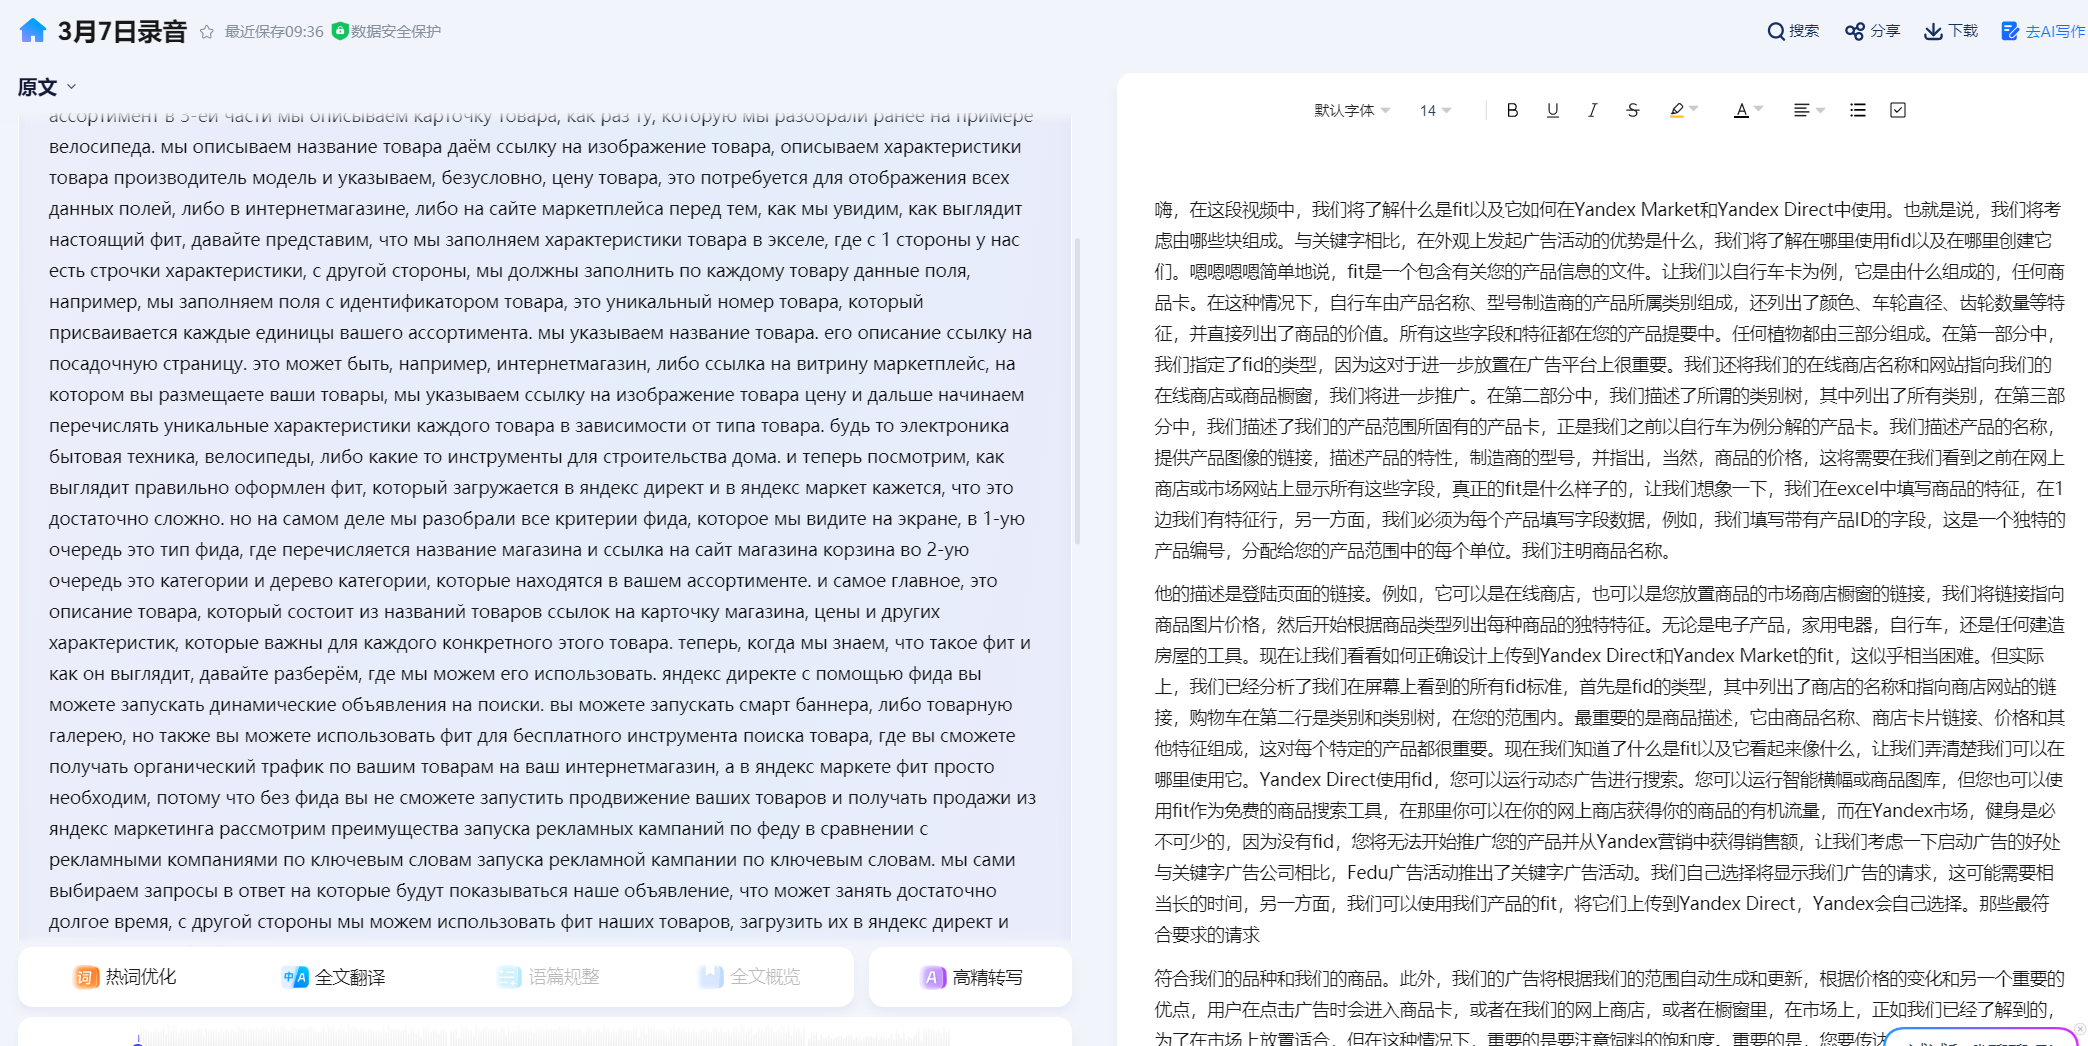 3月7日录音
最近保存09:36
数据安全保护
搜索
分享
下载
去AI写作
原文
ассортимент в 3-ей части мы описываем карточку товара, как раз ту, которую мы разобрали ранее на примере
велосипеда. мы описываем название товара даём ссылку на изображение товара, описываем характеристики
товара производитель модель и указываем, безусловно, цену товара, это потребуется для отображения всех
данных полей, либо в интернетмагазине, либо на сайте маркетплейса перед тем, как мы увидим, как выглядит
настоящий фит, давайте представим, что мы заполняем характеристики товара в экселе, где с 1 стороны у нас
есть строчки характеристики, с другой стороны, мы должны заполнить по каждому товару данные поля,
например, мы заполняем поля с идентификатором товара, это уникальный номер товара, который
присваивается каждые единицы вашего ассортимента. мы указываем название товара. его описание ссылку на
посадочную страницу. это может быть, например, интернетмагазин, либо ссылка на витрину маркетплейс, на
котором вы размещаете ваши товары, мы указываем ссылку на изображение товара цену и дальше начинаем
перечислять уникальные характеристики каждого товара в зависимости от типа товара. будь то электроника
бытовая техника, велосипеды, либо какие то инструменты для строительства дома. и теперь посмотрим, как
выглядит правильно оформлен фит, который загружается в яндекс директ и в яндекс маркет кажется, что это
достаточно сложно. но на самом деле мы разобрали все критерии фида, которое мы видите на экране, в 1-ую
очередь это тип фида, где перечисляется название магазина и ссылка на сайт магазина корзина во 2-ую
очередь это категории и дерево категории, которые находятся в вашем ассортименте. и самое главное, это
описание товара, который состоит из названий товаров ссылок на карточку магазина, цены и других
характеристик, которые важны для каждого конкретного этого товара. теперь, когда мы знаем, что такое фит и
как он выглядит, давайте разберём, где мы можем его использовать. яндекс директе с помощью фида вы
можете запускать динамические объявления на поиски. вы можете запускать смарт баннера, либо товарную
галерею, но также вы можете использовать фит для бесплатного инструмента поиска товара, где вы сможете
получать органический трафик по вашим товарам на ваш интернетмагазин, а в яндекс маркете фит просто
необходим, потому что без фида вы не сможете запустить продвижение ваших товаров и получать продажи из
яндекс маркетинга рассмотрим преимущества запуска рекламных кампаний по феду в сравнении с
рекламными компаниями по ключевым словам запуска рекламной кампании по ключевым словам. мы сами
выбираем запросы в ответ на которые будут показываться наше объявление, что может занять достаточно
долгое время, с другой стороны мы можем использовать фит наших товаров, загрузить их в яндекс директ и
热词优化
全文翻译
语篇规整
全文概览
高精转写
默认字体
14
B U I S A
嗨，在这段视频中，我们将了解什么是fit以及它如何在Yandex Market和Yandex Direct中使用。也就是说，我们将考
虑由哪些块组成。与关键字相比，在外观上发起广告活动的优势是什么，我们将了解在哪里使用fid以及在哪里创建它
们。嗯嗯嗯嗯简单地说，fit是一个包含有关您的产品信息的文件。让我们以自行车卡为例，它是由什么组成的，任何商
品卡。在这种情况下，自行车由产品名称、型号制造商的产品所属类别组成，还列出了颜色、车轮直径、齿轮数量等特
征，并直接列出了商品的价值。所有这些字段和特征都在您的产品提要中。任何植物都由三部分组成。在第一部分中，
我们指定了fid的类型，因为这对于进一步放置在广告平台上很重要。我们还将我们的在线商店名称和网站指向我们的
在线商店或商品橱窗，我们将进一步推广。在第二部分中，我们描述了所谓的类别树，其中列出了所有类别，在第三部
分中，我们描述了我们的产品范围所固有的产品卡，正是我们之前以自行车为例分解的产品卡。我们描述产品的名称，
提供产品图像的链接，描述产品的特性，制造商的型号，并指出，当然，商品的价格，这将需要在我们看到之前在网上
商店或市场网站上显示所有这些字段，真正的fit是什么样子的，让我们想象一下，我们在excel中填写商品的特征，在1
边我们有特征行，另一方面，我们必须为每个产品填写字段数据，例如，我们填写带有产品ID的字段，这是一个独特的
产品编号，分配给您的产品范围中的每个单位。我们注明商品名称。
他的描述是登陆页面的链接。例如，它可以是在线商店，也可以是您放置商品的市场商店橱窗的链接，我们将链接指向
商品图片价格，然后开始根据商品类型列出每种商品的独特特征。无论是电子产品，家用电器，自行车，还是任何建造
房屋的工具。现在让我们看看如何正确设计上传到Yandex Direct和Yandex Market的fit，这似乎相当困难。但实际
上，我们已经分析了我们在屏幕上看到的所有fid标准，首先是fid的类型，其中列出了商店的名称和指向商店网站的链
接，购物车在第二行是类别和类别树，在您的范围内。最重要的是商品描述，它由商品名称、商店卡片链接、价格和其
他特征组成，这对每个特定的产品都很重要。现在我们知道了什么是fit以及它看起来像什么，让我们弄清楚我们可以在
哪里使用它。Yandex Direct使用fid，您可以运行动态广告进行搜索。您可以运行智能横幅或商品图库，但您也可以使
用fit作为免费的商品搜索工具，在那里你可以在你的网上商店获得你的商品的有机流量，而在Yandex市场，健身是必
不可少的，因为没有fid，您将无法开始推广您的产品并从Yandex营销中获得销售额，让我们考虑一下启动广告的好处
与关键字广告公司相比，Fedu广告活动推出了关键字广告活动。我们自己选择将显示我们广告的请求，这可能需要相
当长的时间，另一方面，我们可以使用我们产品的fit，将它们上传到Yandex Direct，Yandex会自己选择。那些最符
合要求的请求
符合我们的品种和我们的商品。此外，我们的广告将根据我们的范围自动生成和更新，根据价格的变化和另一个重要的
优点，用户在点击广告时会进入商品卡，或者在我们的网上商店，或者在橱窗里，在市场上，正如我们已经了解到的，
为了在市场上放置适合，但在这种情况下，重要的是要注意饲料的饱和度。重要的是，您要传达